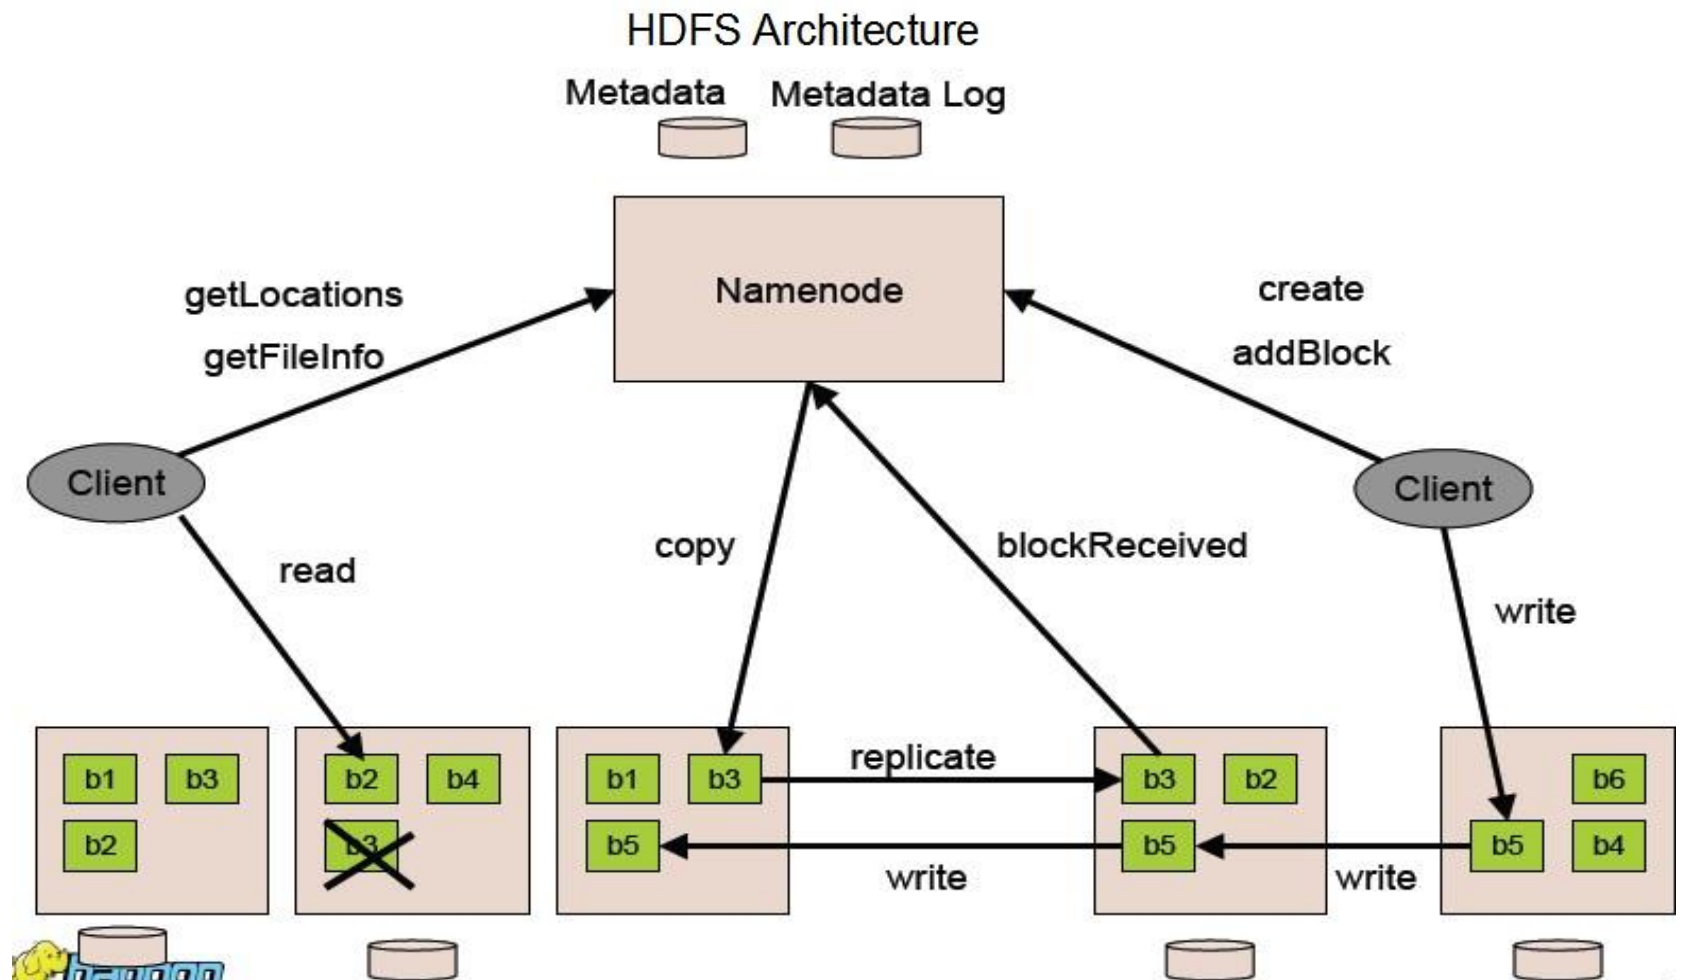 HDFS Architecture
Metadata
Metadata Log
Namenode
getLocations
getFileInfo
create
addBlock
Client
Client
copy
blockReceived
read
write
b1
b3
b2
b2
b4
b3
b1
b3
b5
replicate
write
b3
b2
b5
write
b6
b5
b4